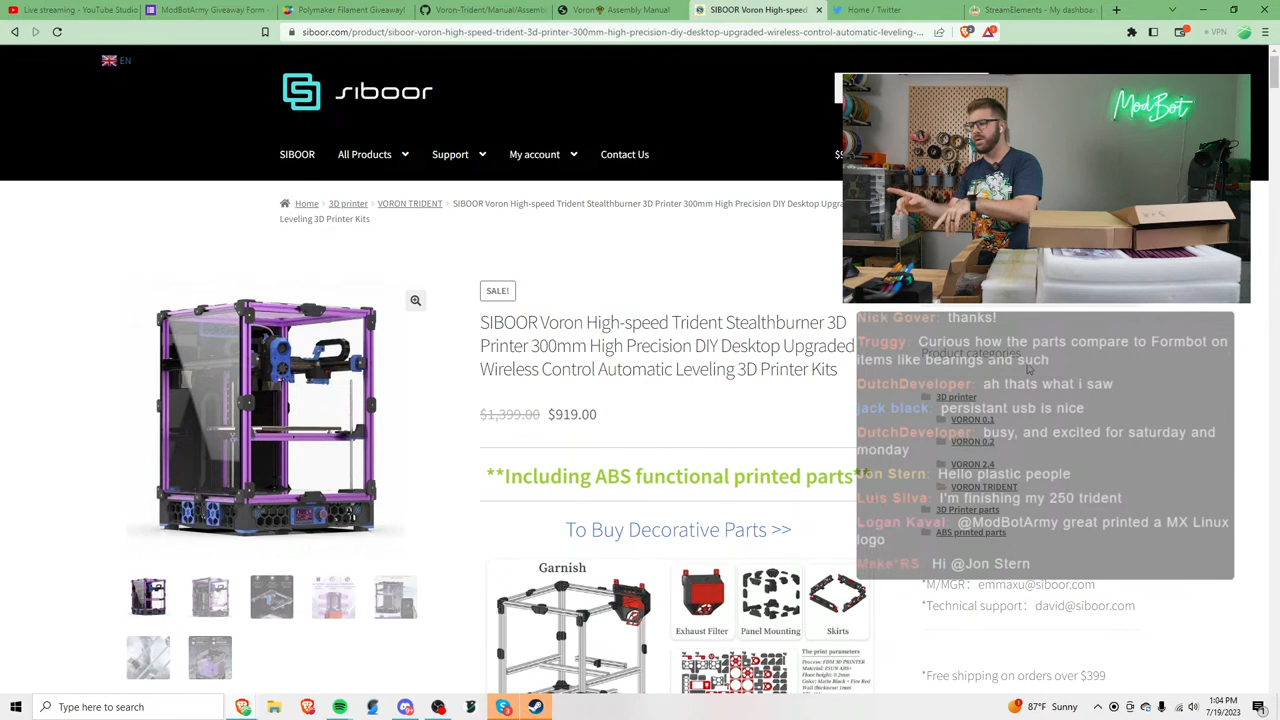 Live streaming - YouTub
ModBotArmy Giveaway Form -
Polymaker Filament Giveaway!
GitHub - VoronDesign/Voron-Trident/Manual/Assemb
Voron Trident Assembly Manual
SIBOOR Voron High-speed
Home / Twitter
StreamElements - My dashboard
siboor.com/product/siboor-voron-high-speed-trident-3d-printer-300mm-high-precision-diy-desktop-upgraded-wireless-control-automatic-leveling-...
VPN
EN
siboor
SIBOOR
All Products
Support
My account
Contact Us
ModBot
Home
3D printer
VORON TRIDENT
SIBOOR Voron High-speed Trident Stealthburner 3D Printer 300mm High Precision DIY Desktop Upgra
Leveling 3D Printer Kits
SALE!
SIBOOR Voron High-speed Trident Stealthburner 3D
Printer 300mm High Precision DIY Desktop Upgraded
Wireless Control Automatic Leveling 3D Printer Kits
$1,399.00 $919.00
**Including ABS functional printed parts**
To Buy Decorative Parts >>
Garnish
Exhaust Filter
Panel Mounting
Skirts
The print parameters
Nick Gover: thanks!
Truggy: Curious how the parts compare to Formbot on
items like bearings and such
Product categories
DutchDeveloper: ah thats what i saw
3D printer
jack black: persistant usb is nice
VORON 0.1
DutchDeveloper: busy, and excited for saturday and
monday
VORON 0.2
VORON 2.4
Jon Stern: Hello plastic people
VORON TRIDENT
Luis Silva: I'm finishing my 250 trident
3D Printer parts
Logan Kaval: @ModBotArmy great printed a MX Linux
logo
ABS printed parts
Make*RS Hi @Jon Stern
*M/MGR: emmaxu@siboor.com
*Technical support: david@siboor.com
*Free shipping on orders over $399
Type here to search
87°F Sunny
1:04 PM
7/19/2023